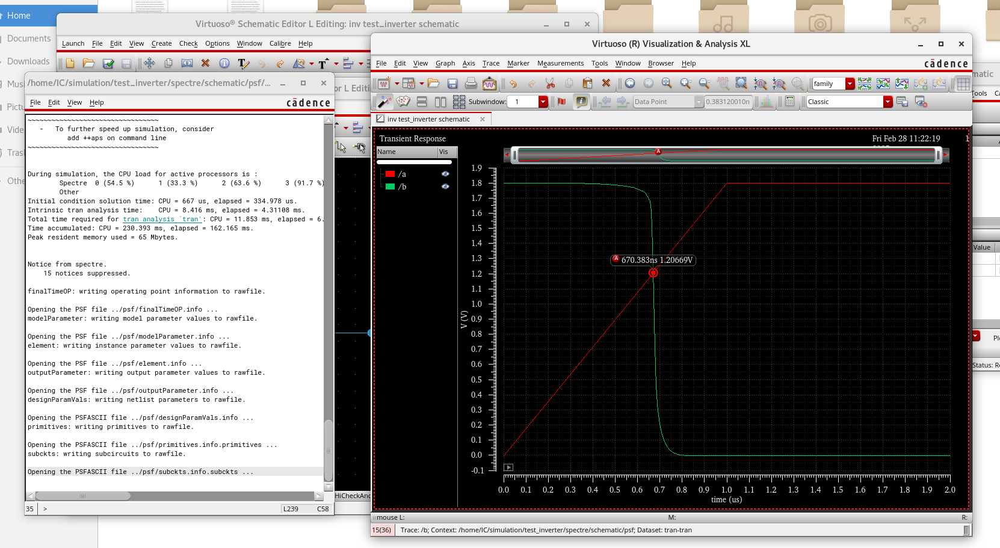 Home
Documents
Downloads
Virtuoso® Schematic Editor L Editing: inv test_inverter schematic
Launch File Edit View Create Check Options Window Calibre Help
/home/IC/simulation/test_inverter/spectre/schematic/psf/...
File Edit View Help
cādence
~~~~~~~~~~~~~~~~~~~~~~~~~~~~~~~~~
- To further speed up simulation, consider
add ++aps on command line
~~~~~~~~~~~~~~~~~~~~~~~~~~~~~~~~~
During simulation, the CPU load for active processors is :
Spectre 0 (54.5 %) 1 (33.3 %) 2 (63.6 %) 3 (91.7 %)
Other
Initial condition solution time: CPU = 667 us, elapsed = 334.978 us.
Intrinsic tran analysis time: CPU = 8.416 ms, elapsed = 4.31108 ms.
Total time required for tran analysis `tran': CPU = 11.853 ms, elapsed = 6.
Time accumulated: CPU = 230.393 ms, elapsed = 162.165 ms.
Peak resident memory used = 65 Mbytes.
Notice from spectre.
15 notices suppressed.
finalTimeOP: writing operating point information to rawfile.
Opening the PSF file ../psf/finalTimeOP.info ...
modelParameter: writing model parameter values to rawfile.
Opening the PSF file ../psf/modelParameter.info ...
element: writing instance parameter values to rawfile.
Opening the PSF file ../psf/element.info ...
outputParameter: writing output parameter values to rawfile.
Opening the PSF file ../psf/outputParameter.info ...
designParamVals: writing netlist parameters to rawfile.
Opening the PSFASCII file ../psf/designParamVals.info ...
primitives: writing primitives to rawfile.
Opening the PSFASCII file ../psf/primitives.info.primitives ...
subckts: writing subcircuits to rawfile.
Opening the PSFASCII file ../psf/subckts.info.subckts ...
35 > L239 C58
Virtuoso (R) Visualization & Analysis XL
File Edit View Graph Axis Trace Marker Measurements Tools Window Browser Help
cādence
family
Subwindow: 1 Data Point 0.383120010n Classic
inv test_inverter schematic
Transient Response
Fri Feb 28 11:22:19 1
Name Vis
/a
/b
A
1.9
1.8
1.7
1.6
1.5
1.4
1.3
1.2
1.1
1.0
0.9
0.8
0.7
0.6
0.5
0.4
0.3
0.2
0.1
0.0
-0.1
V (V)
A 670.383ns 1.20669V
0.0 0.1 0.2 0.3 0.4 0.5 0.6 0.7 0.8 0.9 1.0 1.1 1.2 1.3 1.4 1.5 1.6 1.7 1.8 1.9 2.0
time (us)
mouse L: M: R:
15(36) Trace: /b; Context: /home/IC/simulation/test_inverter/spectre/schematic/psf; Dataset: tran-tran
Tools
Value
Status: